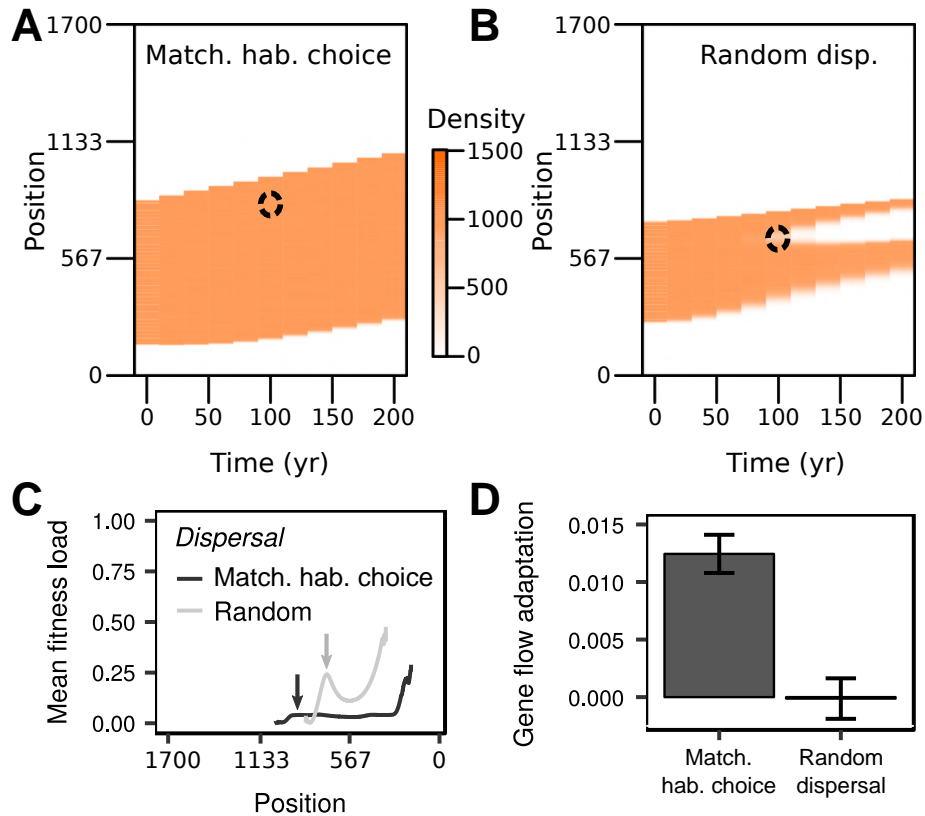 A
1700
1133
567
0
Position
Match. hab. choice
0 50 100 150 200
Time (yr)
Density
1500
1000
500
0
B
1700
1133
567
0
Position
Random disp.
0 50 100 150 200
Time (yr)
C
1.00
0.75
0.50
0.25
0.00
Mean fitness load
Dispersal
Match. hab. choice
Random
1700 1133 567 0
Position
D
0.015
0.010
0.005
0.000
Gene flow adaptation
Match.
hab. choice
Random
dispersal